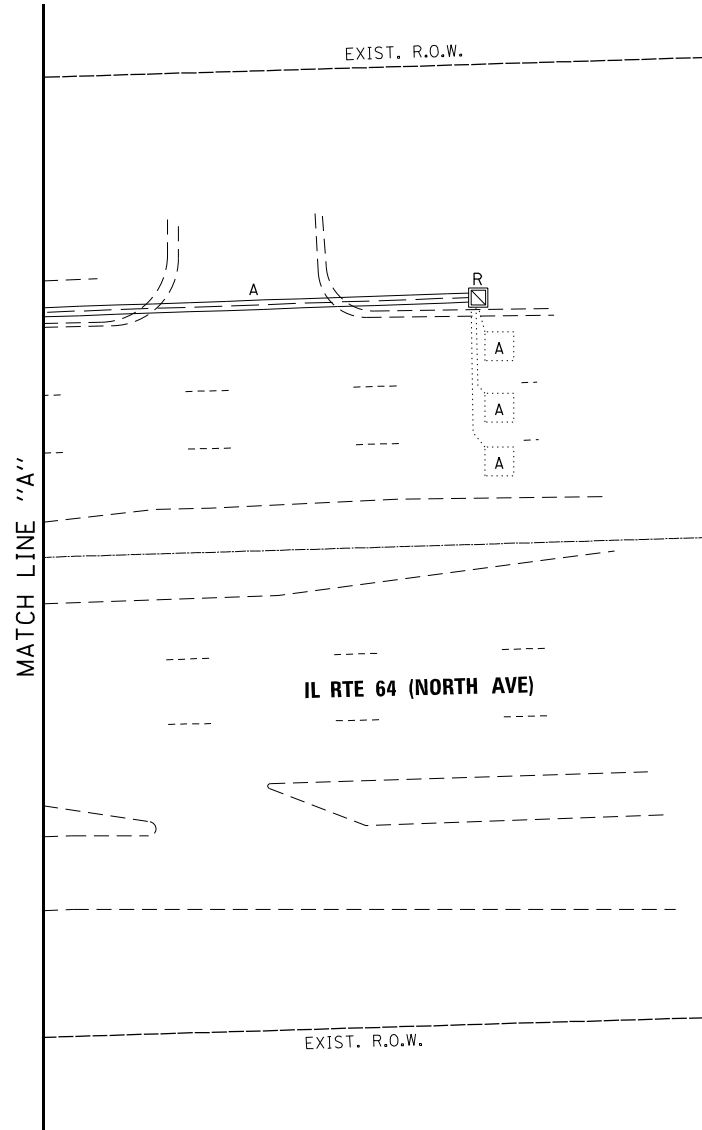 EXIST. R.O.W.
R
A
A
A
A
MATCH LINE "A"
IL RTE 64 (NORTH AVE)
EXIST. R.O.W.